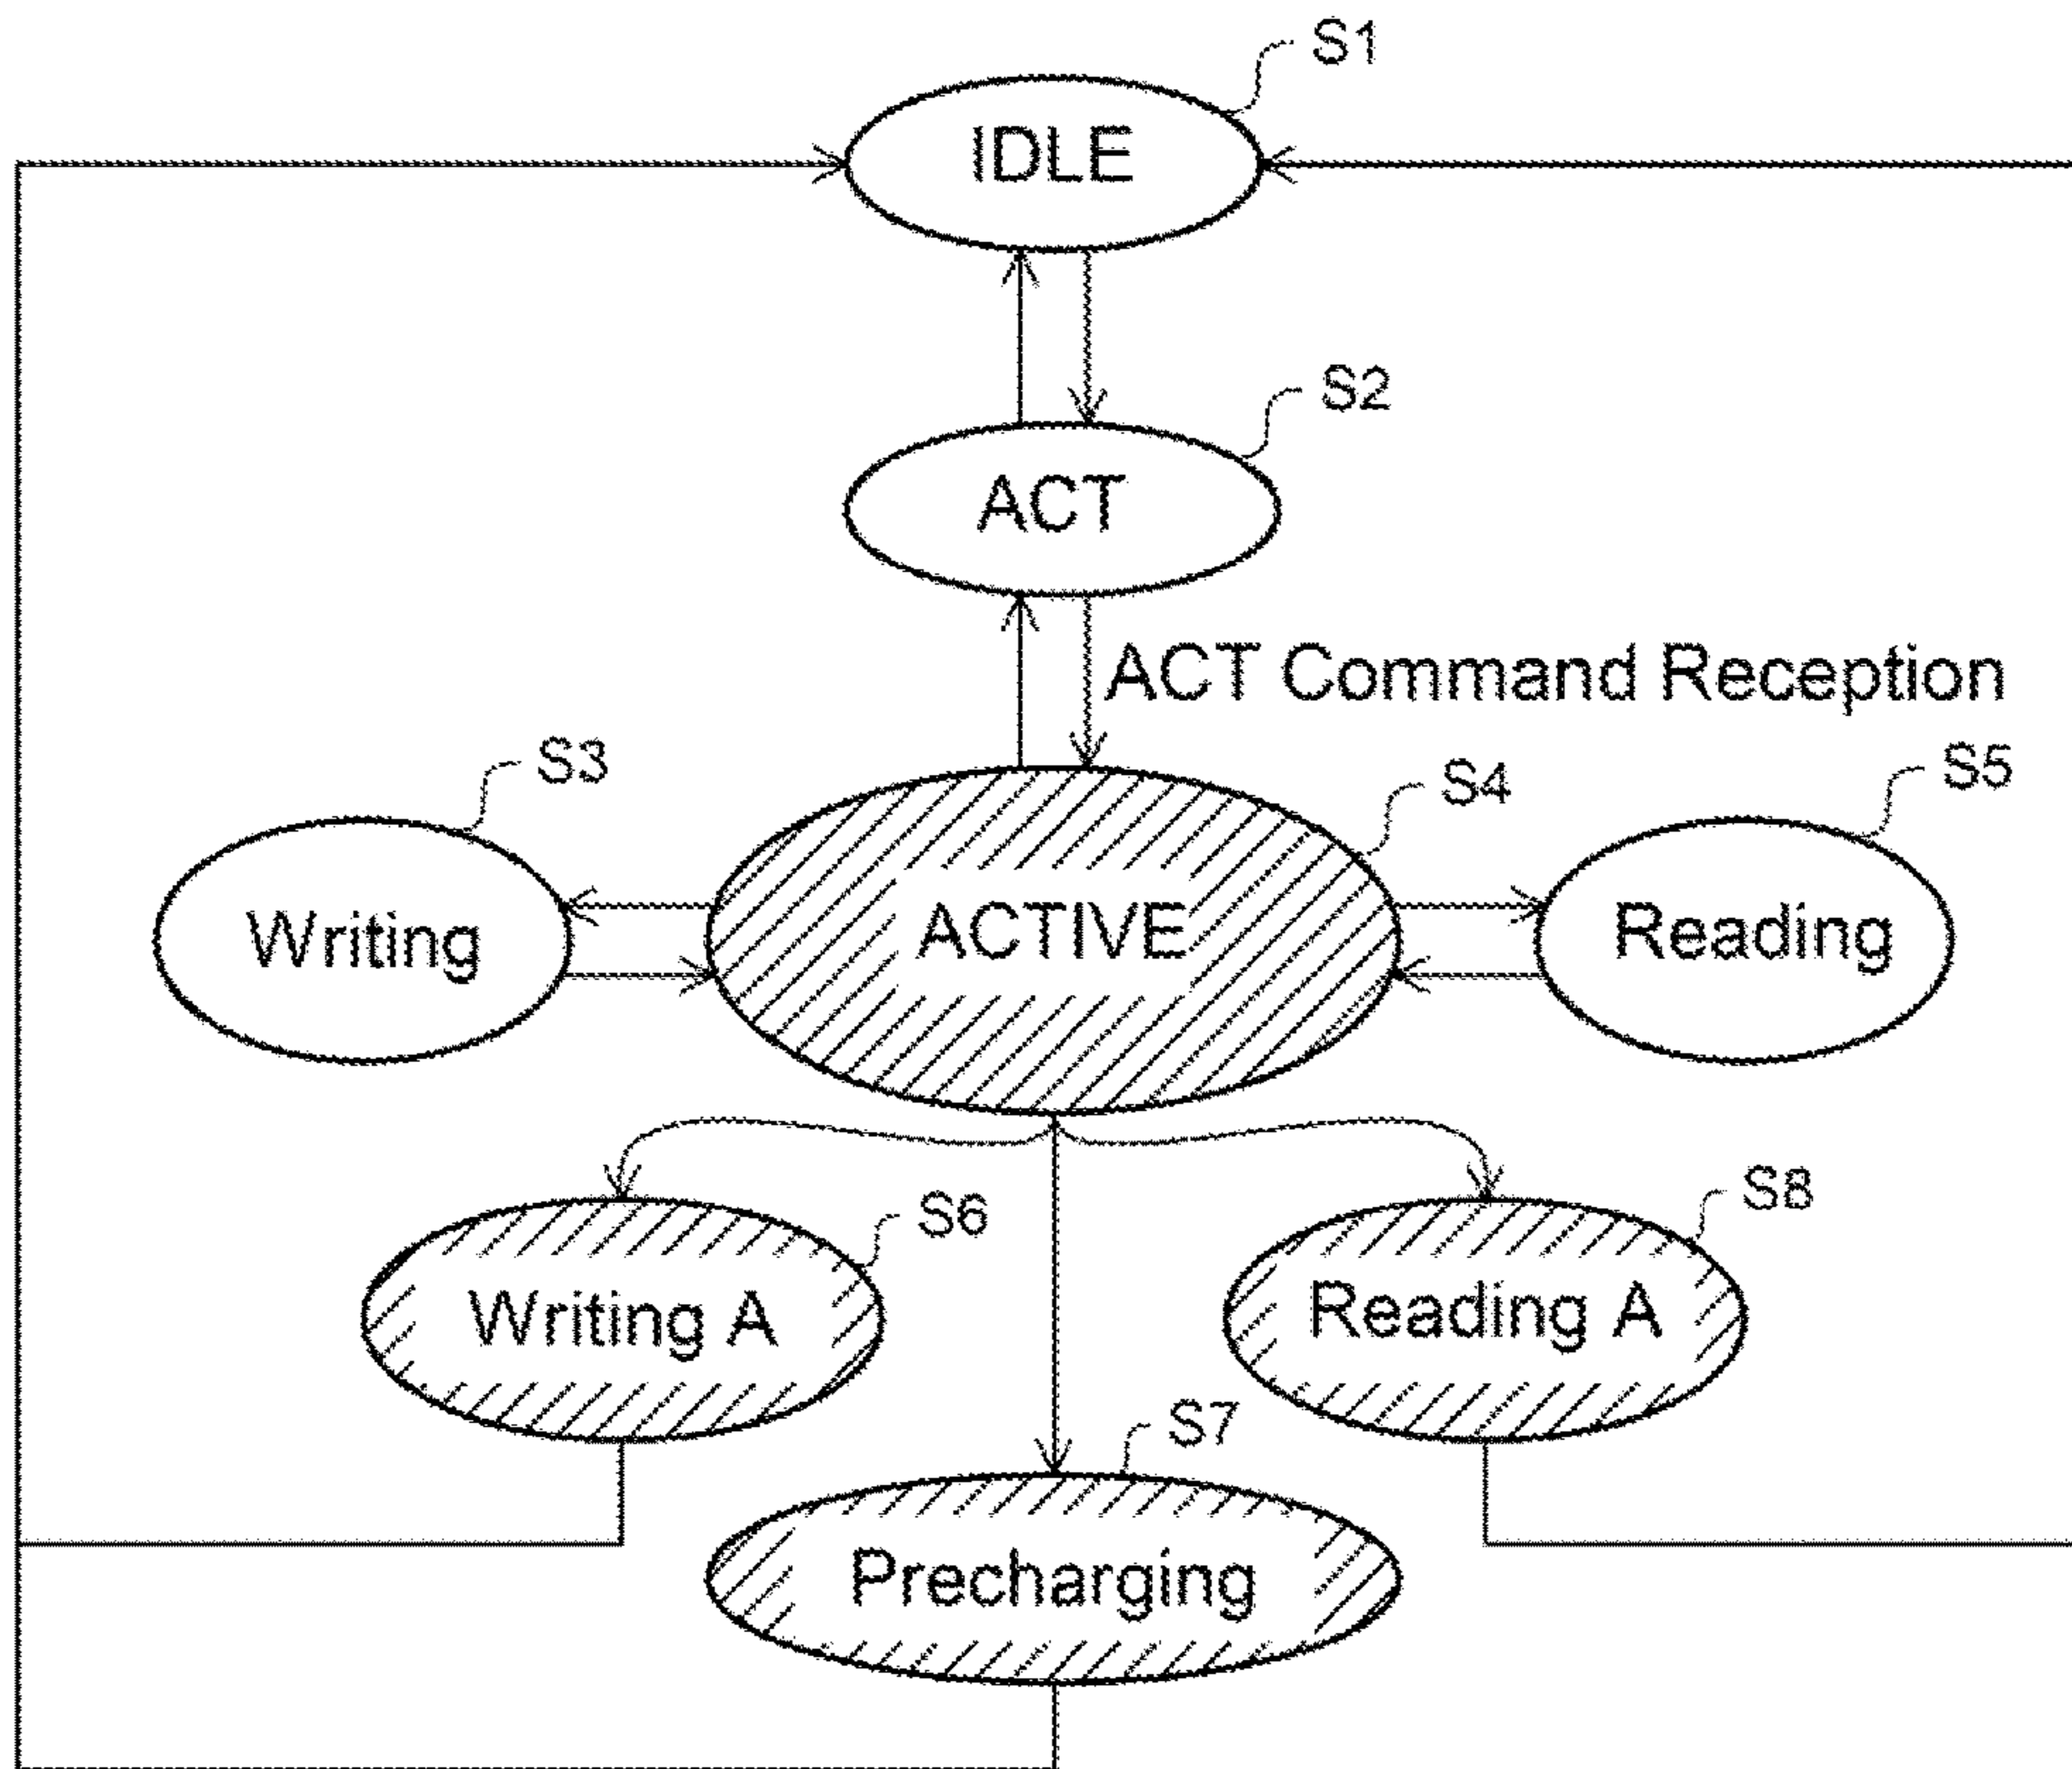 S1
IDLE
S2
ACT
ACT Command Reception
S3
S4
S5
Writing
ACTIVE
Reading
S6
S8
Writing A
Reading A
S7
Precharging